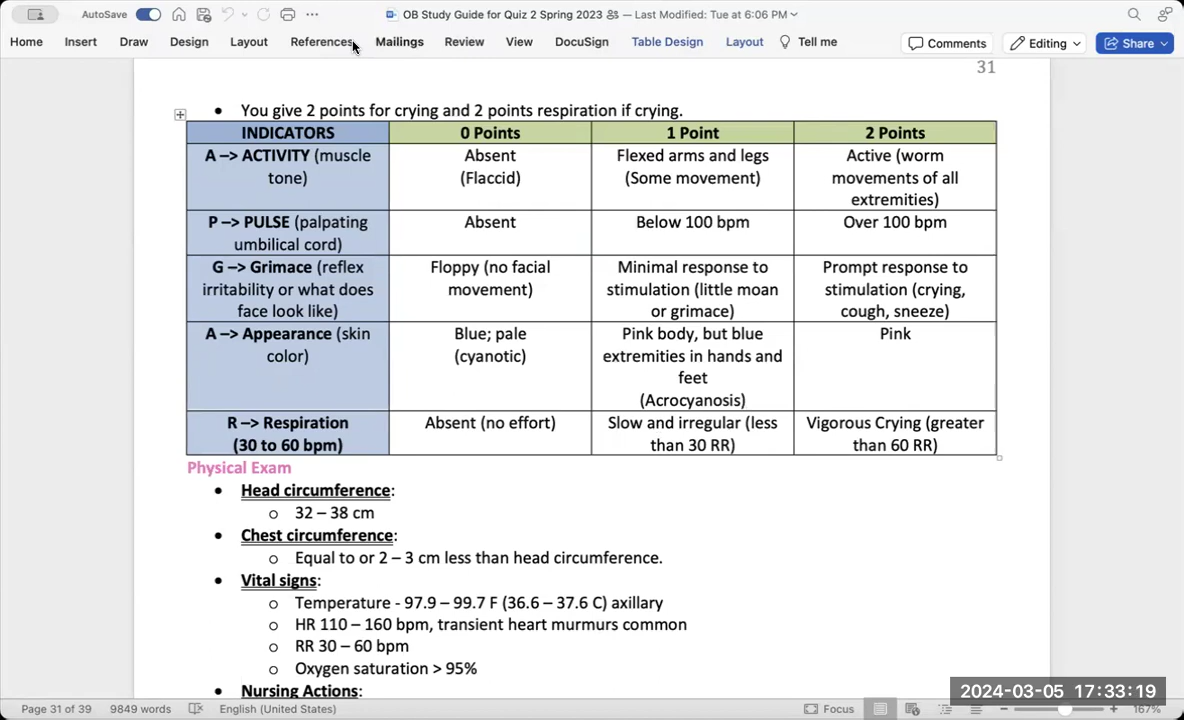 AutoSave
OB Study Guide for Quiz 2 Spring 2023
— Last Modified: Tue at 6:06 PM
Home Insert Draw Design Layout References Mailings Review View DocuSign Table Design Layout Tell me
Comments Editing Share
31
• You give 2 points for crying and 2 points respiration if crying.
INDICATORS 0 Points 1 Point 2 Points
A –> ACTIVITY (muscle
tone)
Absent
(Flaccid)
Flexed arms and legs
(Some movement)
Active (worm
movements of all
extremities)
P –> PULSE (palpating
umbilical cord)
Absent
Below 100 bpm
Over 100 bpm
G –> Grimace (reflex
irritability or what does
face look like)
Floppy (no facial
movement)
Minimal response to
stimulation (little moan
or grimace)
Prompt response to
stimulation (crying,
cough, sneeze)
A –> Appearance (skin
color)
Blue; pale
(cyanotic)
Pink body, but blue
extremities in hands and
feet
(Acrocyanosis)
Pink
R –> Respiration
(30 to 60 bpm)
Absent (no effort)
Slow and irregular (less
than 30 RR)
Vigorous Crying (greater
than 60 RR)
Physical Exam
• Head circumference:
o 32 – 38 cm
• Chest circumference:
o Equal to or 2 – 3 cm less than head circumference.
• Vital signs:
o Temperature - 97.9 – 99.7 F (36.6 – 37.6 C) axillary
o HR 110 – 160 bpm, transient heart murmurs common
o RR 30 – 60 bpm
o Oxygen saturation > 95%
• Nursing Actions:
2024-03-05 17:33:19
Page 31 of 39 9849 words English (United States) Focus 167%